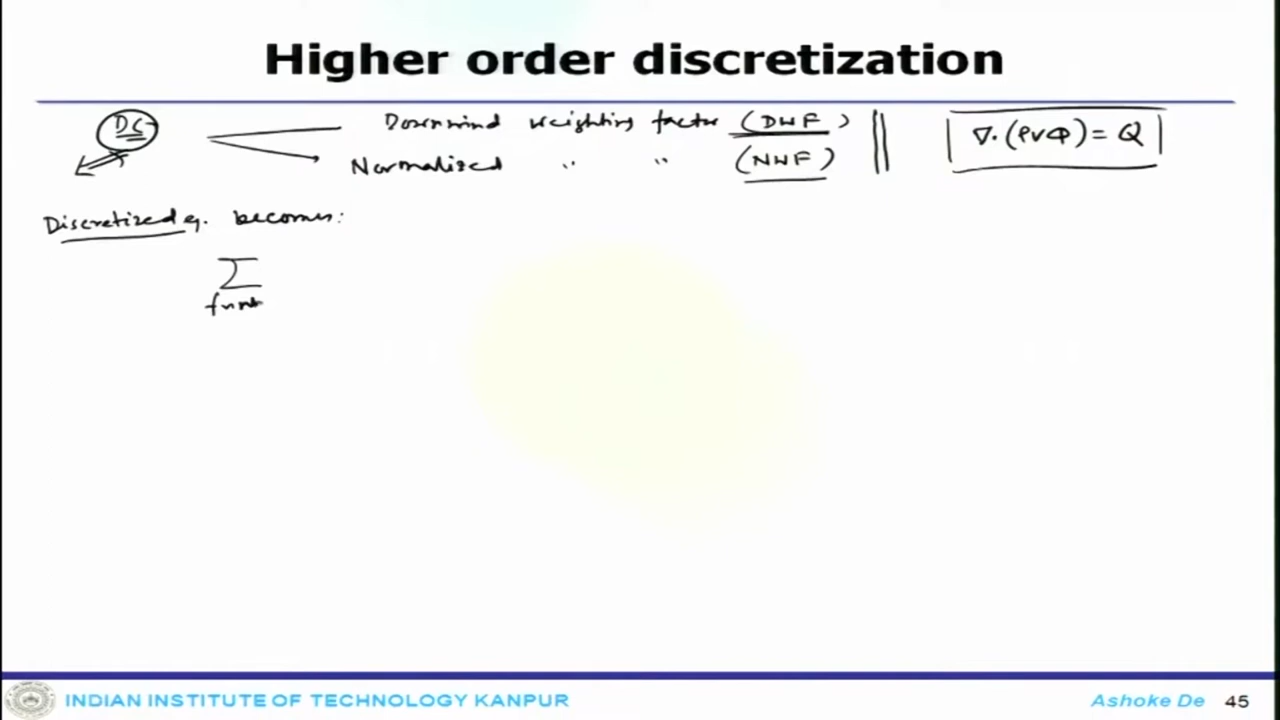 Higher order discretization
DC
Downwind weighting factor (DWF)
∇·(ρvΦ) = Q
Normalized " " (NWF)
Discretized eq. becomes:
Σ
INDIAN INSTITUTE OF TECHNOLOGY KANPUR
Ashoke De 45